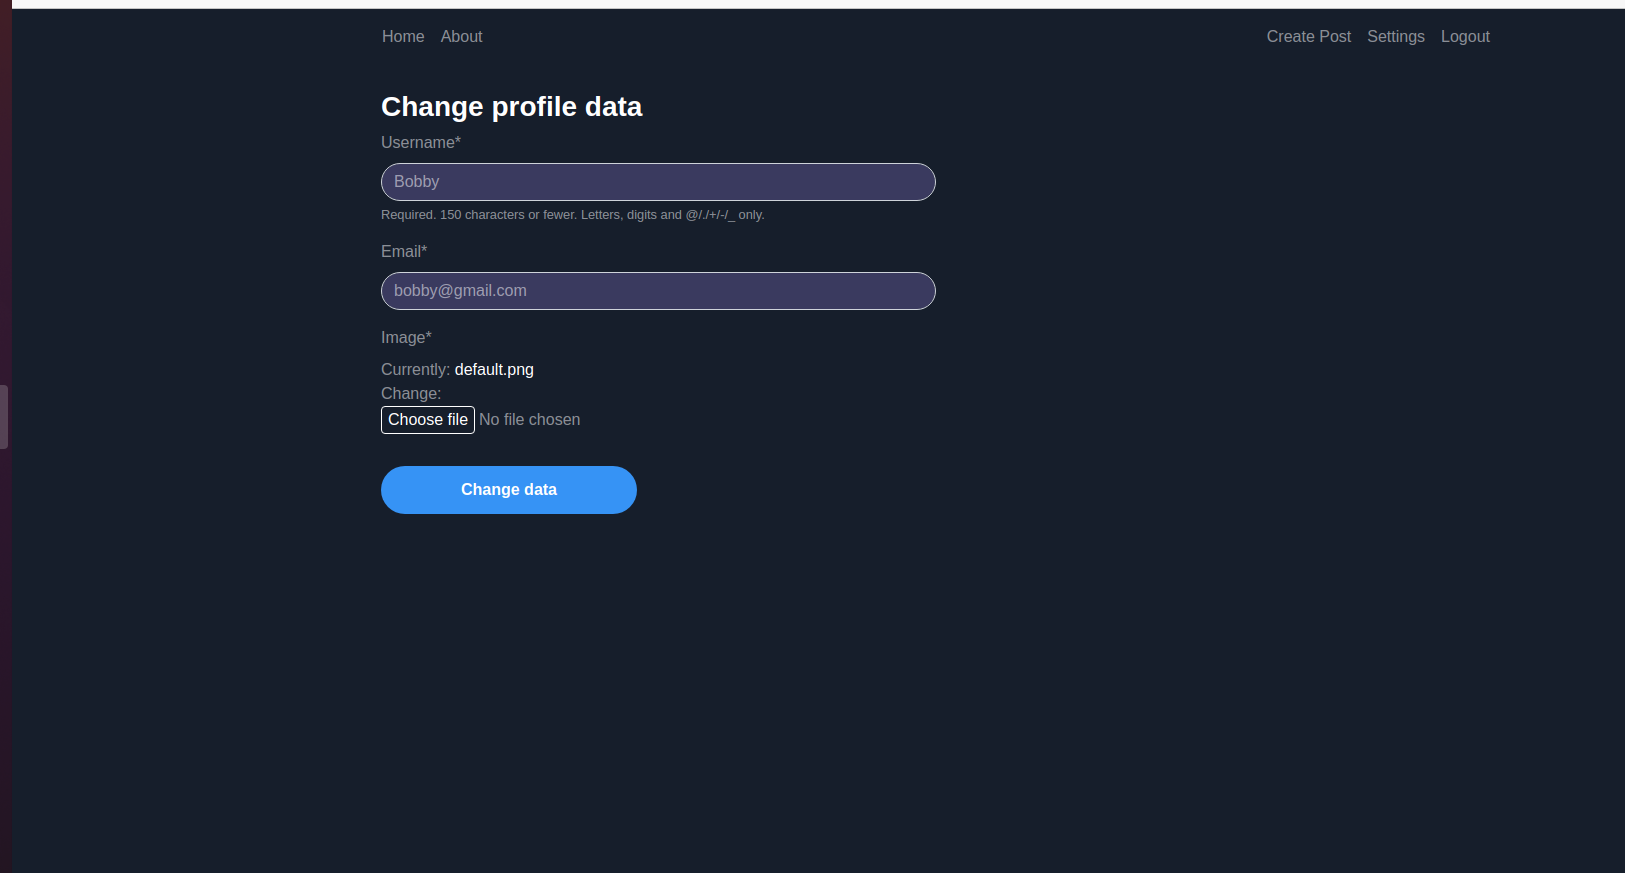 Home About Create Post Settings Logout
Change profile data
Username*
Bobby
Required. 150 characters or fewer. Letters, digits and @/./+/-/_ only.
Email*
bobby@gmail.com
Image*
Currently: default.png
Change:
Choose file No file chosen
Change data